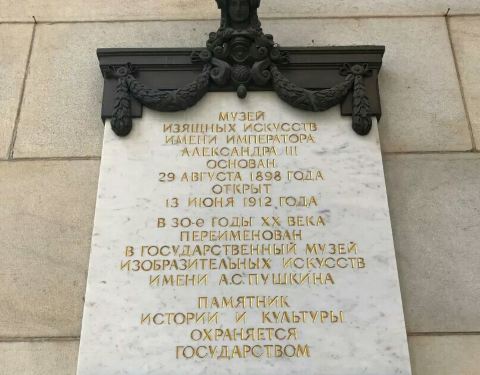 МУЗЕЙ
ИЗЯЩНЫХ ИСКУССТВ
ИМЕНИ ИМПЕРАТОРА
АЛЕКСАНДРА III
ОСНОВАН
29 АВГУСТА 1898 ГОДА
ОТКРЫТ
13 ИЮНЯ 1912 ГОДА
В 30-е ГОДЫ XX ВЕКА
ПЕРЕИМЕНОВАН
В ГОСУДАРСТВЕННЫЙ МУЗЕЙ
ИЗОБРАЗИТЕЛЬНЫХ ИСКУССТВ
ИМЕНИ А.С.ПУШКИНА
ПАМЯТНИК
ИСТОРИИ И КУЛЬТУРЫ
ОХРАНЯЕТСЯ
ГОСУДАРСТВОМ